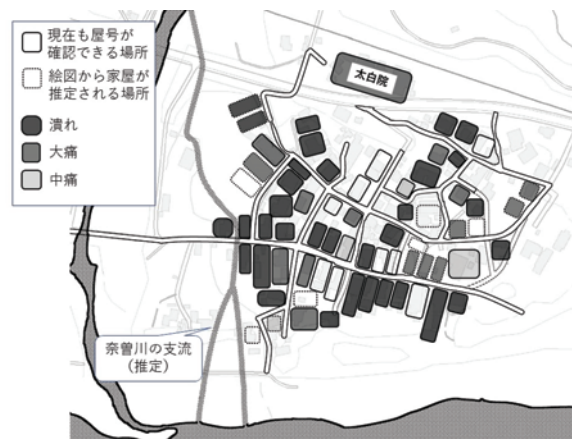 現在も屋号が
確認できる場所
絵図から家屋が
推定される場所
潰れ
大痛
中痛
太白院
奈曽川の支流
(推定)